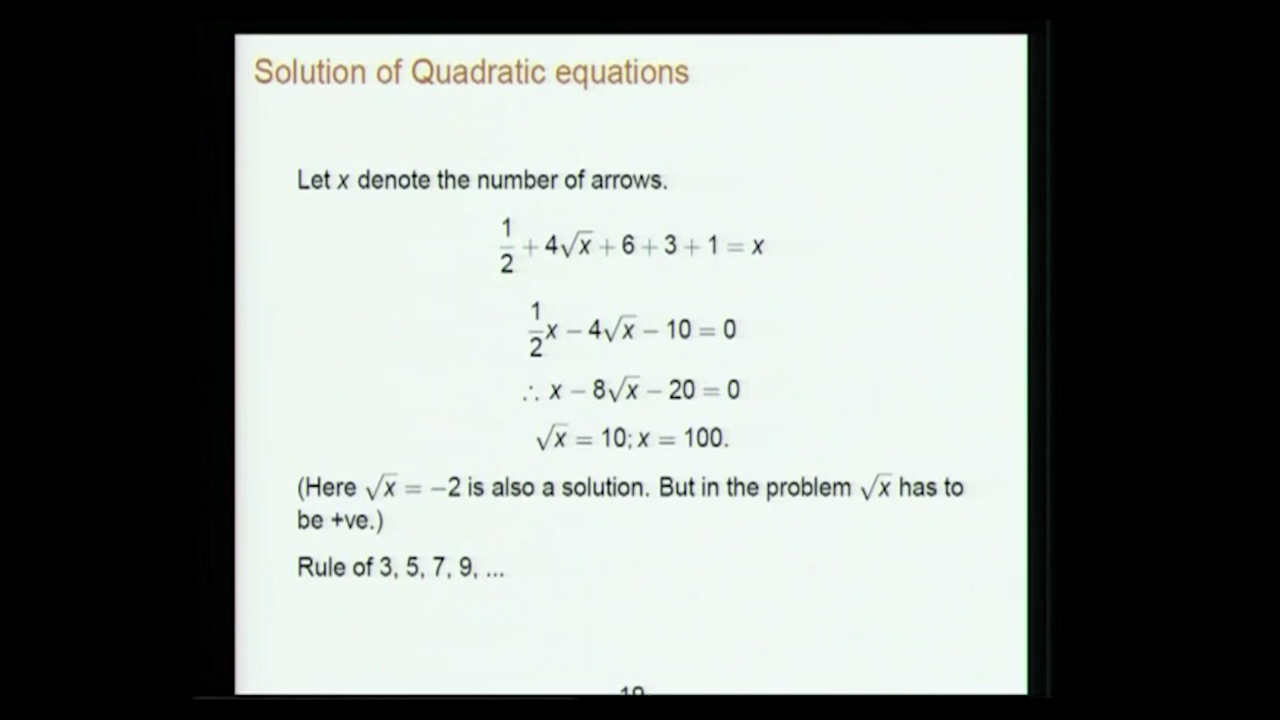 Solution of Quadratic equations
Let x denote the number of arrows.
1/2 + 4√x + 6 + 3 + 1 = x
1/2 x − 4√x − 10 = 0
∴ x − 8√x − 20 = 0
√x = 10; x = 100.
(Here √x = −2 is also a solution. But in the problem √x has to
be +ve.)
Rule of 3, 5, 7, 9, ...